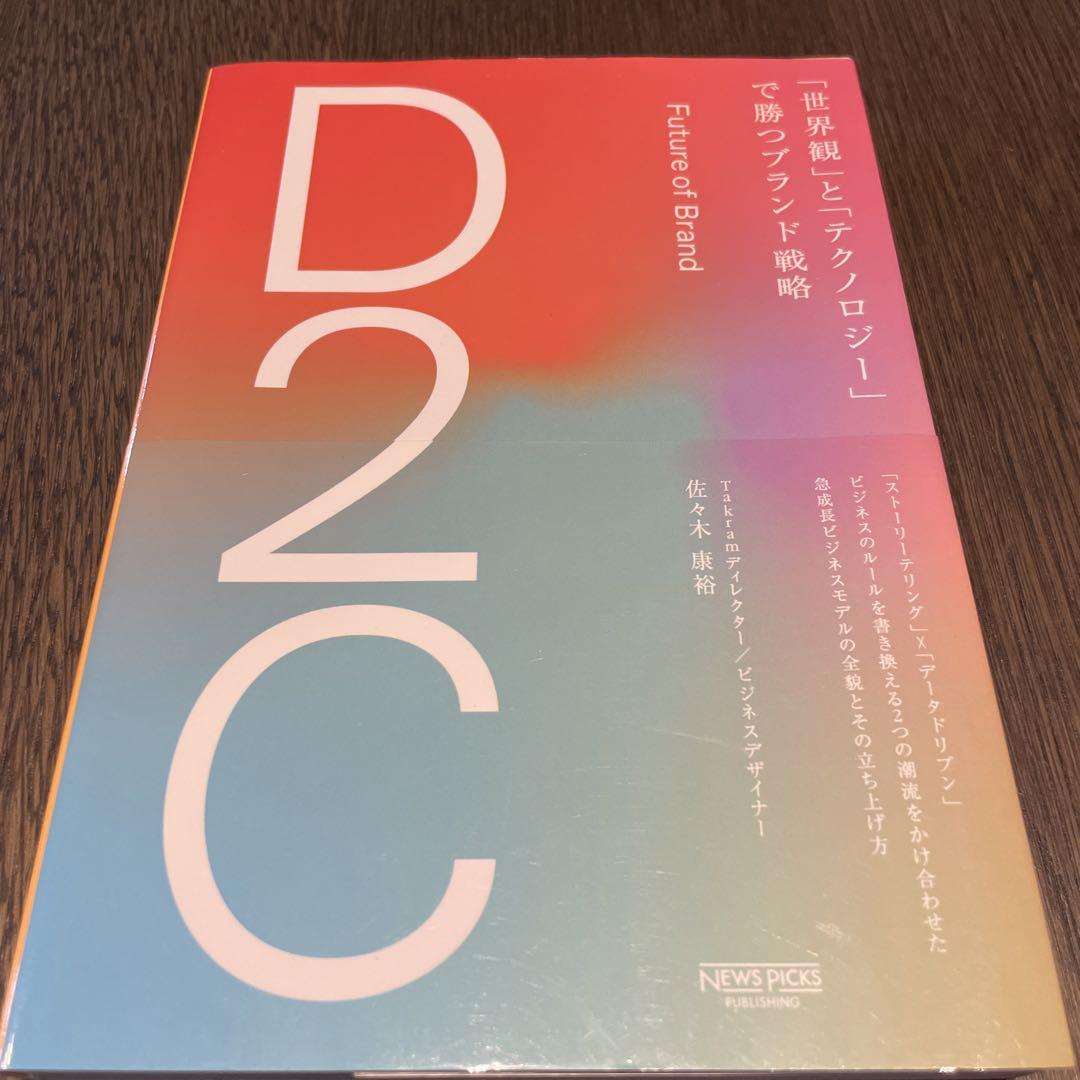 D2C
「世界観」と「テクノロジー」
で勝つブランド戦略
Future of Brand
「ストーリーテリング」×「データドリブン」
ビジネスのルールを書き換える2つの潮流をかけ合わせた
急成長ビジネスモデルの全貌とその立ち上げ方
Takramディレクター/ビジネスデザイナー
佐々木 康裕
NEWSPICKS
PUBLISHING